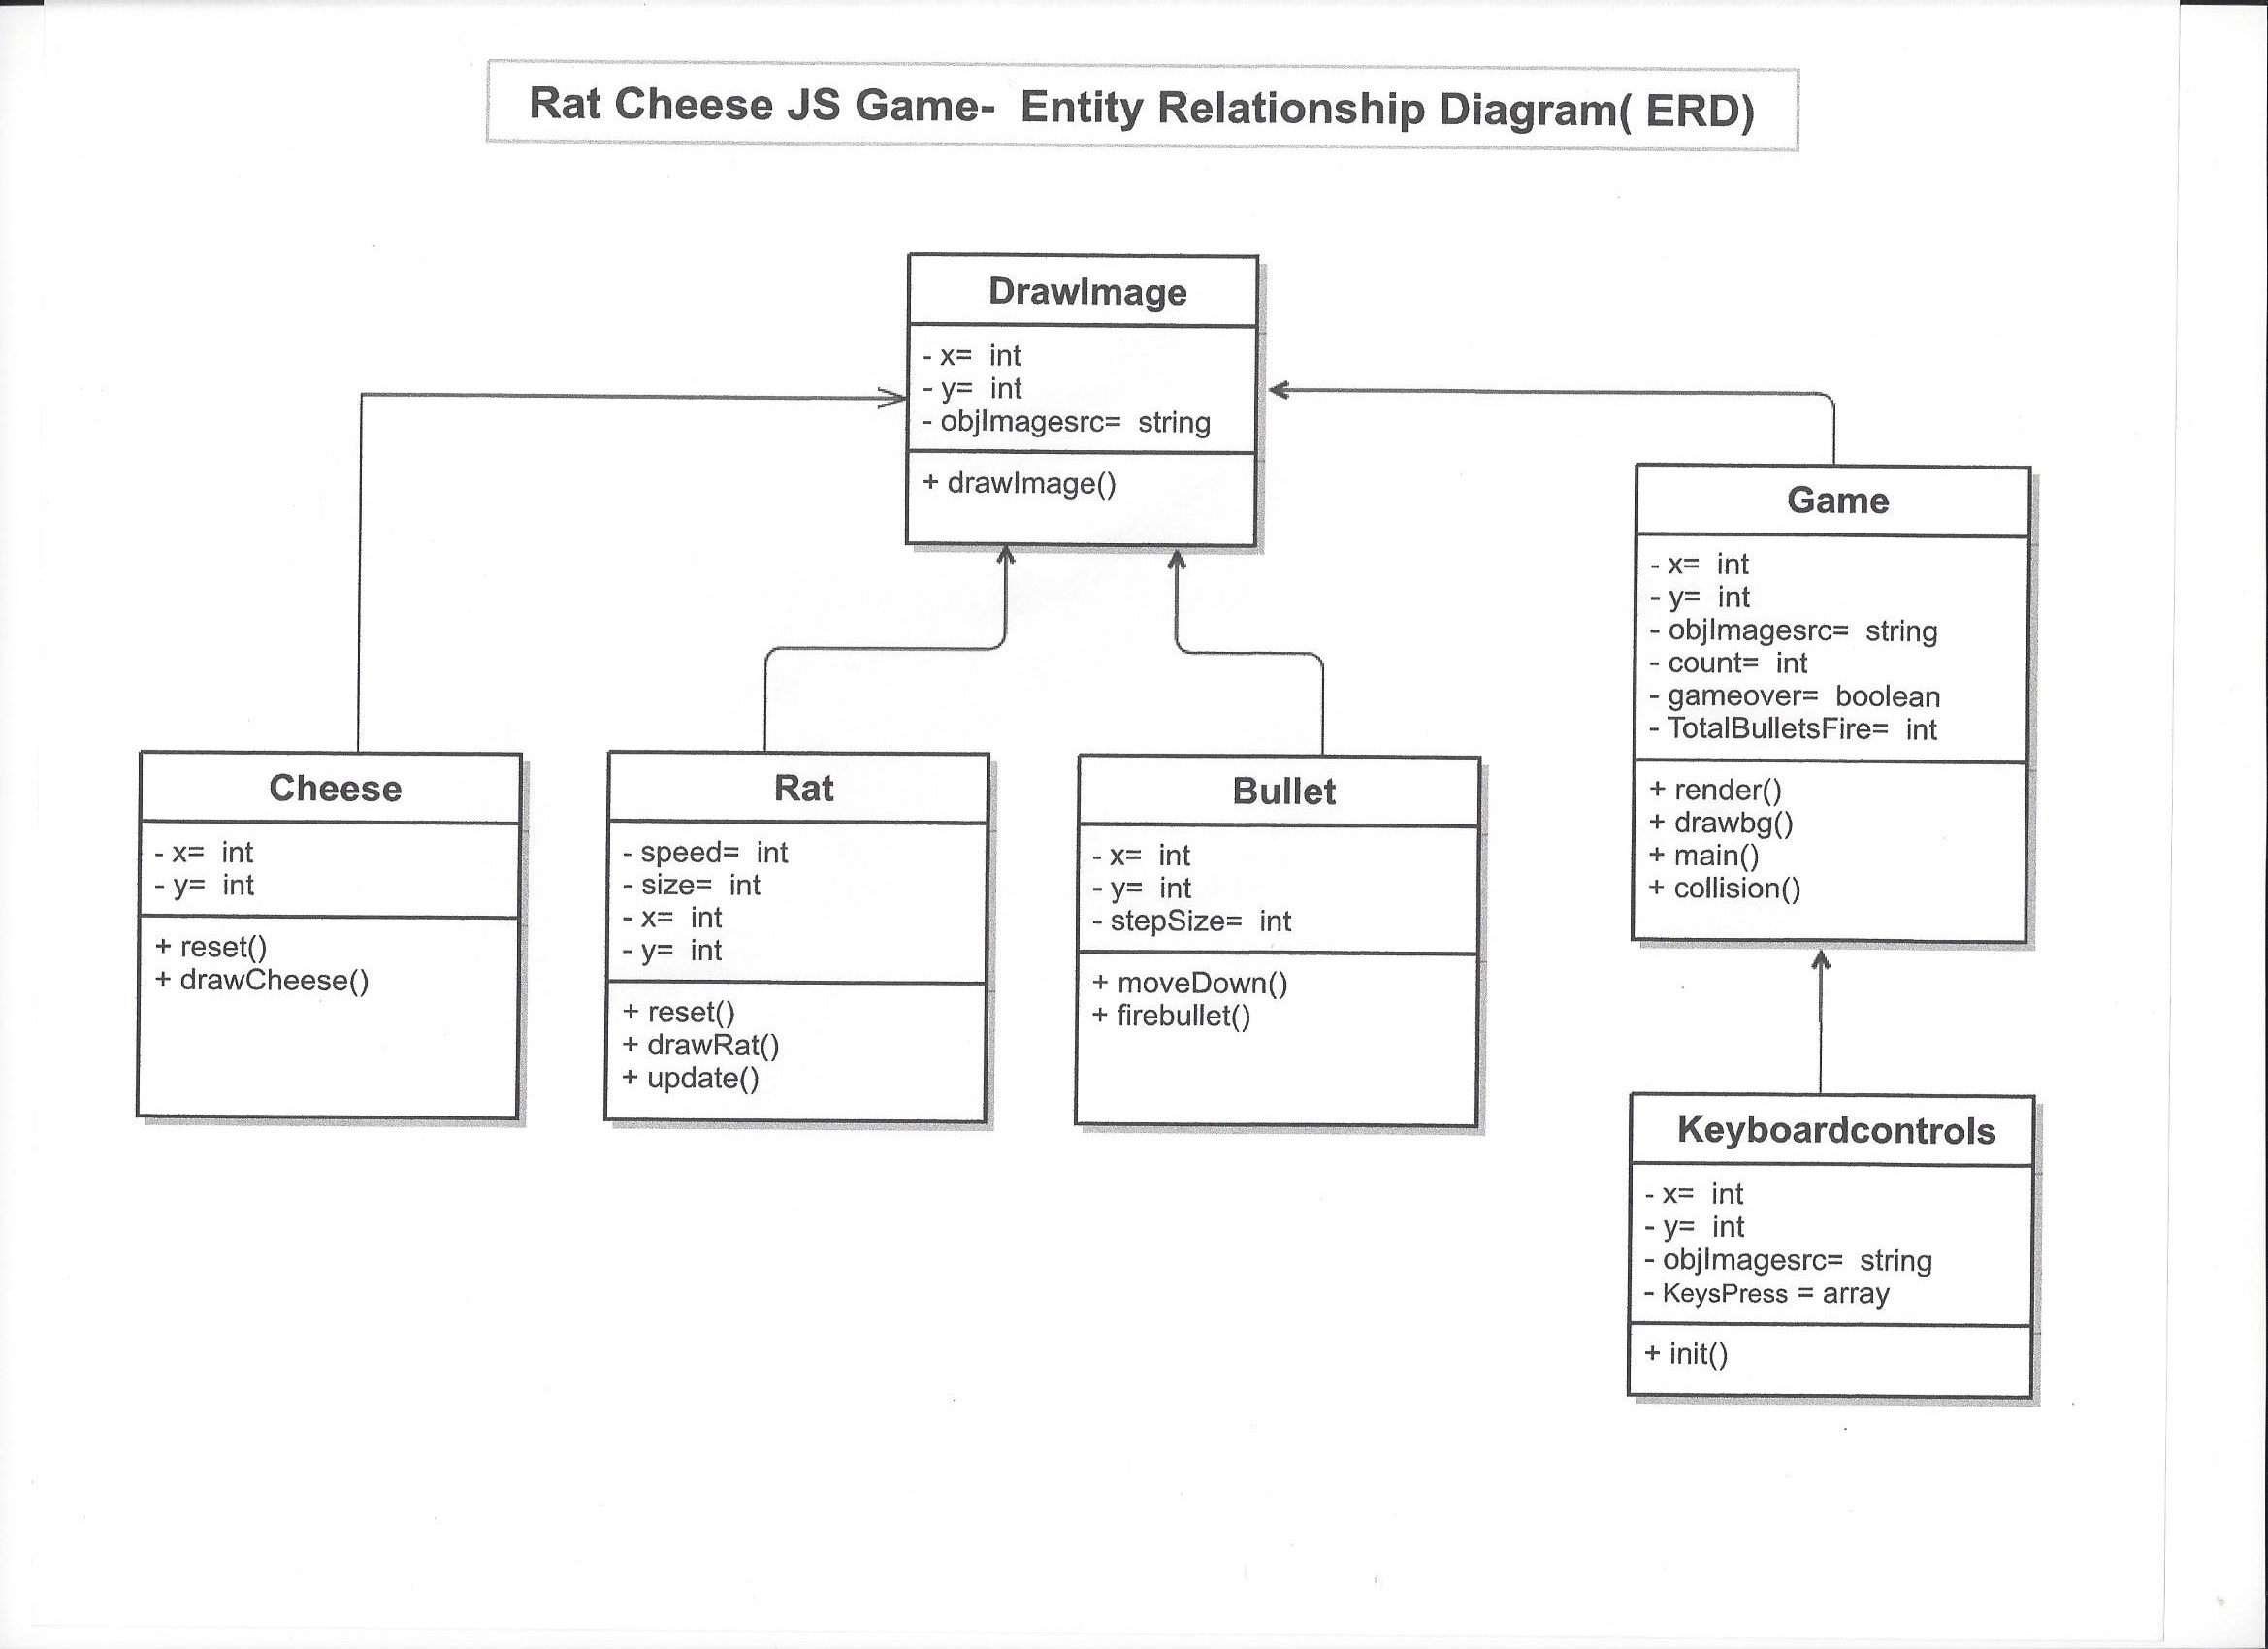 Rat Cheese JS Game-  Entity Relationship Diagram( ERD)
DrawImage
- x=  int
- y=  int
- objImagesrc=  string
+ drawImage()
Game
- x=  int
- y=  int
- objImagesrc=  string
- count=  int
- gameover=  boolean
- TotalBulletsFire=  int
+ render()
+ drawbg()
+ main()
+ collision()
Cheese
- x=  int
- y=  int
+ reset()
+ drawCheese()
Rat
- speed=  int
- size=  int
- x=  int
- y=  int
+ reset()
+ drawRat()
+ update()
Bullet
- x=  int
- y=  int
- stepSize=  int
+ moveDown()
+ firebullet()
Keyboardcontrols
- x=  int
- y=  int
- objImagesrc=  string
- KeysPress = array
+ init()